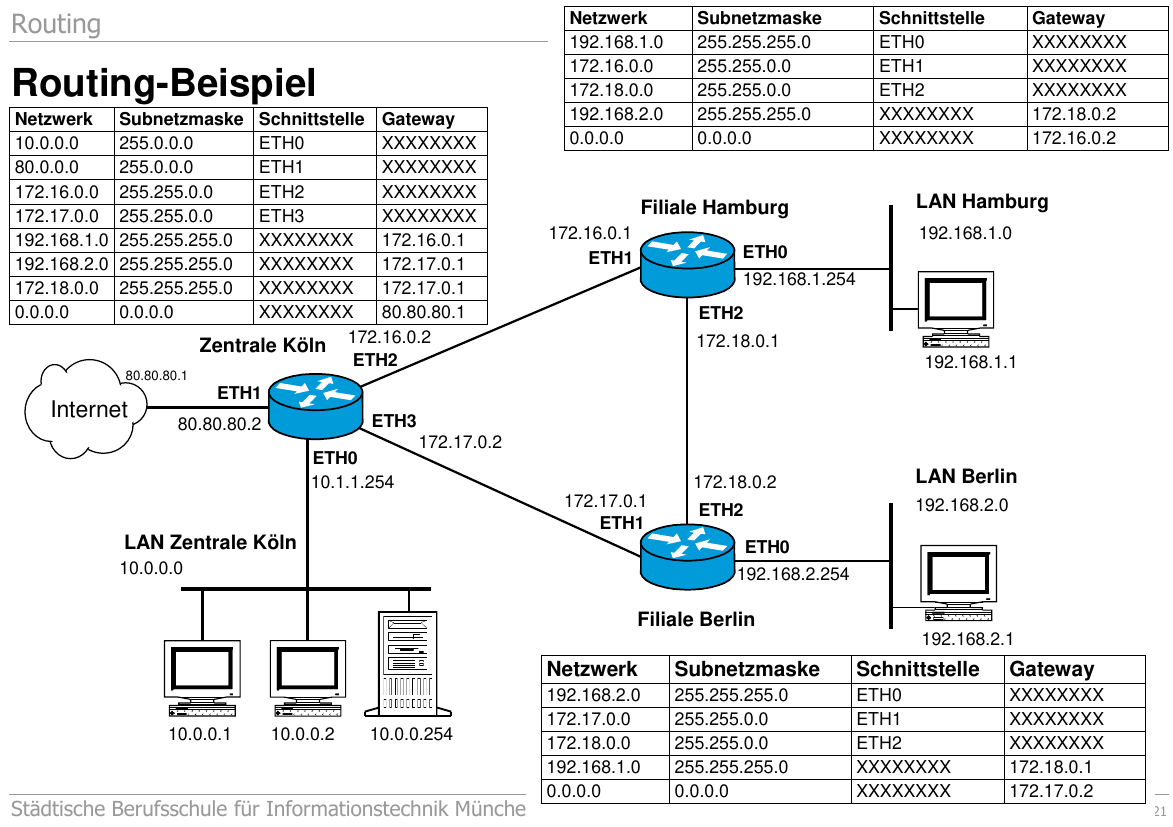 Routing
Routing-Beispiel
Netzwerk Subnetzmaske Schnittstelle Gateway
10.0.0.0 255.0.0.0 ETH0 XXXXXXXX
80.0.0.0 255.0.0.0 ETH1 XXXXXXXX
172.16.0.0 255.255.0.0 ETH2 XXXXXXXX
172.17.0.0 255.255.0.0 ETH3 XXXXXXXX
192.168.1.0 255.255.255.0 XXXXXXXX 172.16.0.1
192.168.2.0 255.255.255.0 XXXXXXXX 172.17.0.1
172.18.0.0 255.255.255.0 XXXXXXXX 172.17.0.1
0.0.0.0 0.0.0.0 XXXXXXXX 80.80.80.1
Netzwerk Subnetzmaske Schnittstelle Gateway
192.168.1.0 255.255.255.0 ETH0 XXXXXXXX
172.16.0.0 255.255.0.0 ETH1 XXXXXXXX
172.18.0.0 255.255.0.0 ETH2 XXXXXXXX
192.168.2.0 255.255.255.0 XXXXXXXX 172.18.0.2
0.0.0.0 0.0.0.0 XXXXXXXX 172.16.0.2
Filiale Hamburg
LAN Hamburg
172.16.0.1
192.168.1.0
ETH1
ETH0
192.168.1.254
ETH2
172.18.0.1
192.168.1.1
Zentrale Köln
172.16.0.2
ETH2
80.80.80.1
Internet
ETH1
80.80.80.2
ETH3
172.17.0.2
ETH0
10.1.1.254
LAN Berlin
192.168.2.0
172.18.0.2
172.17.0.1
ETH2
ETH1
ETH0
192.168.2.254
LAN Zentrale Köln
10.0.0.0
Filiale Berlin
192.168.2.1
10.0.0.1
10.0.0.2
10.0.0.254
Netzwerk Subnetzmaske Schnittstelle Gateway
192.168.2.0 255.255.255.0 ETH0 XXXXXXXX
172.17.0.0 255.255.0.0 ETH1 XXXXXXXX
172.18.0.0 255.255.0.0 ETH2 XXXXXXXX
192.168.1.0 255.255.255.0 XXXXXXXX 172.18.0.1
0.0.0.0 0.0.0.0 XXXXXXXX 172.17.0.2
Städtische Berufsschule für Informationstechnik Münche
21